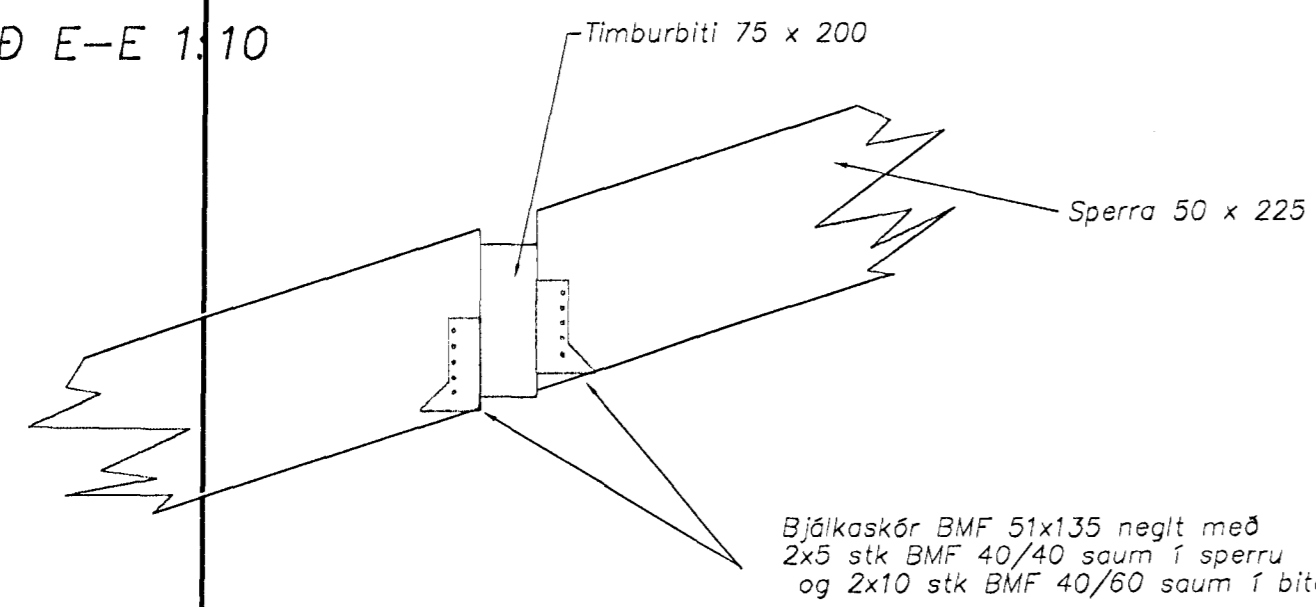 Ð E-E 1:10
Timburbiti 75 x 200
Sperra 50 x 225
Bjálkaskór BMF 51x135 neglt með
2x5 stk BMF 40/40 saum í sperru
og 2x10 stk BMF 40/60 saum í bita